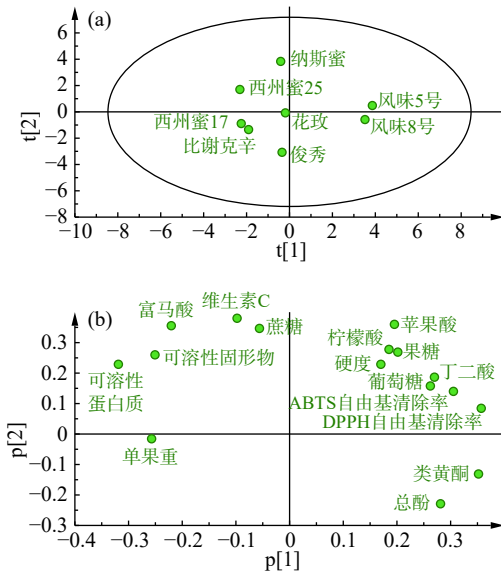 (a)
6
4
2
0
−2
−4
−6
−8
t[2]
纳斯蜜
西州蜜25
风味5号
西州蜜17
花玫
风味8号
比谢克辛
俊秀
−8 −6 −4 −2 0 2 4 6 8
t[1]
(b)
0.3
0.2
0.1
0
−0.1
−0.2
−0.3
p[2]
富马酸
维生素C
蔗糖
苹果酸
柠檬酸
果糖
可溶性固形物
硬度
丁二酸
可溶性
蛋白质
葡萄糖
ABTS自由基清除率
DPPH自由基清除率
单果重
类黄酮
总酚
−0.4 −0.3 −0.2 −0.1 0 0.1 0.2 0.3
p[1]